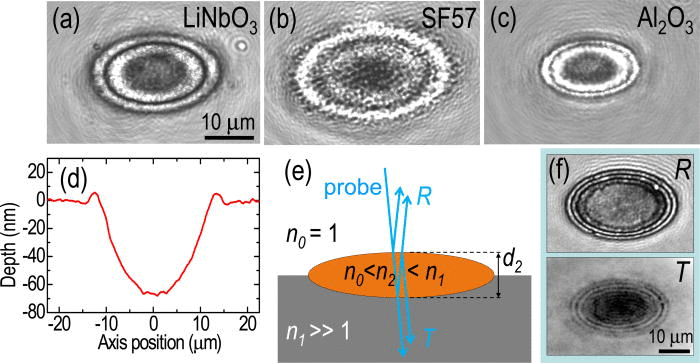 (a) LiNbO₃
10 μm
(b) SF57
(c) Al₂O₃
(d)
20
0
-20
-40
-60
-80
Depth (nm)
-20 -10 0 10 20
Axis position (μm)
(e)
probe
R
n₀ = 1
n₀<n₂ < n₁
d₂
n₁ >> 1
T
(f) R
T
10 μm